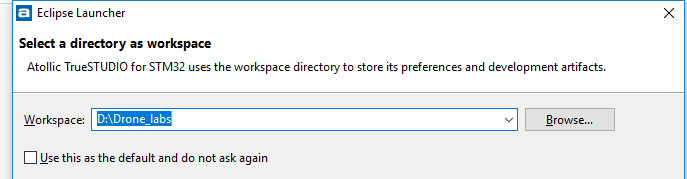 Eclipse Launcher
Select a directory as workspace
Atollic TrueSTUDIO for STM32 uses the workspace directory to store its preferences and development artifacts.
Workspace: D:\Drone_labs Browse...
Use this as the default and do not ask again